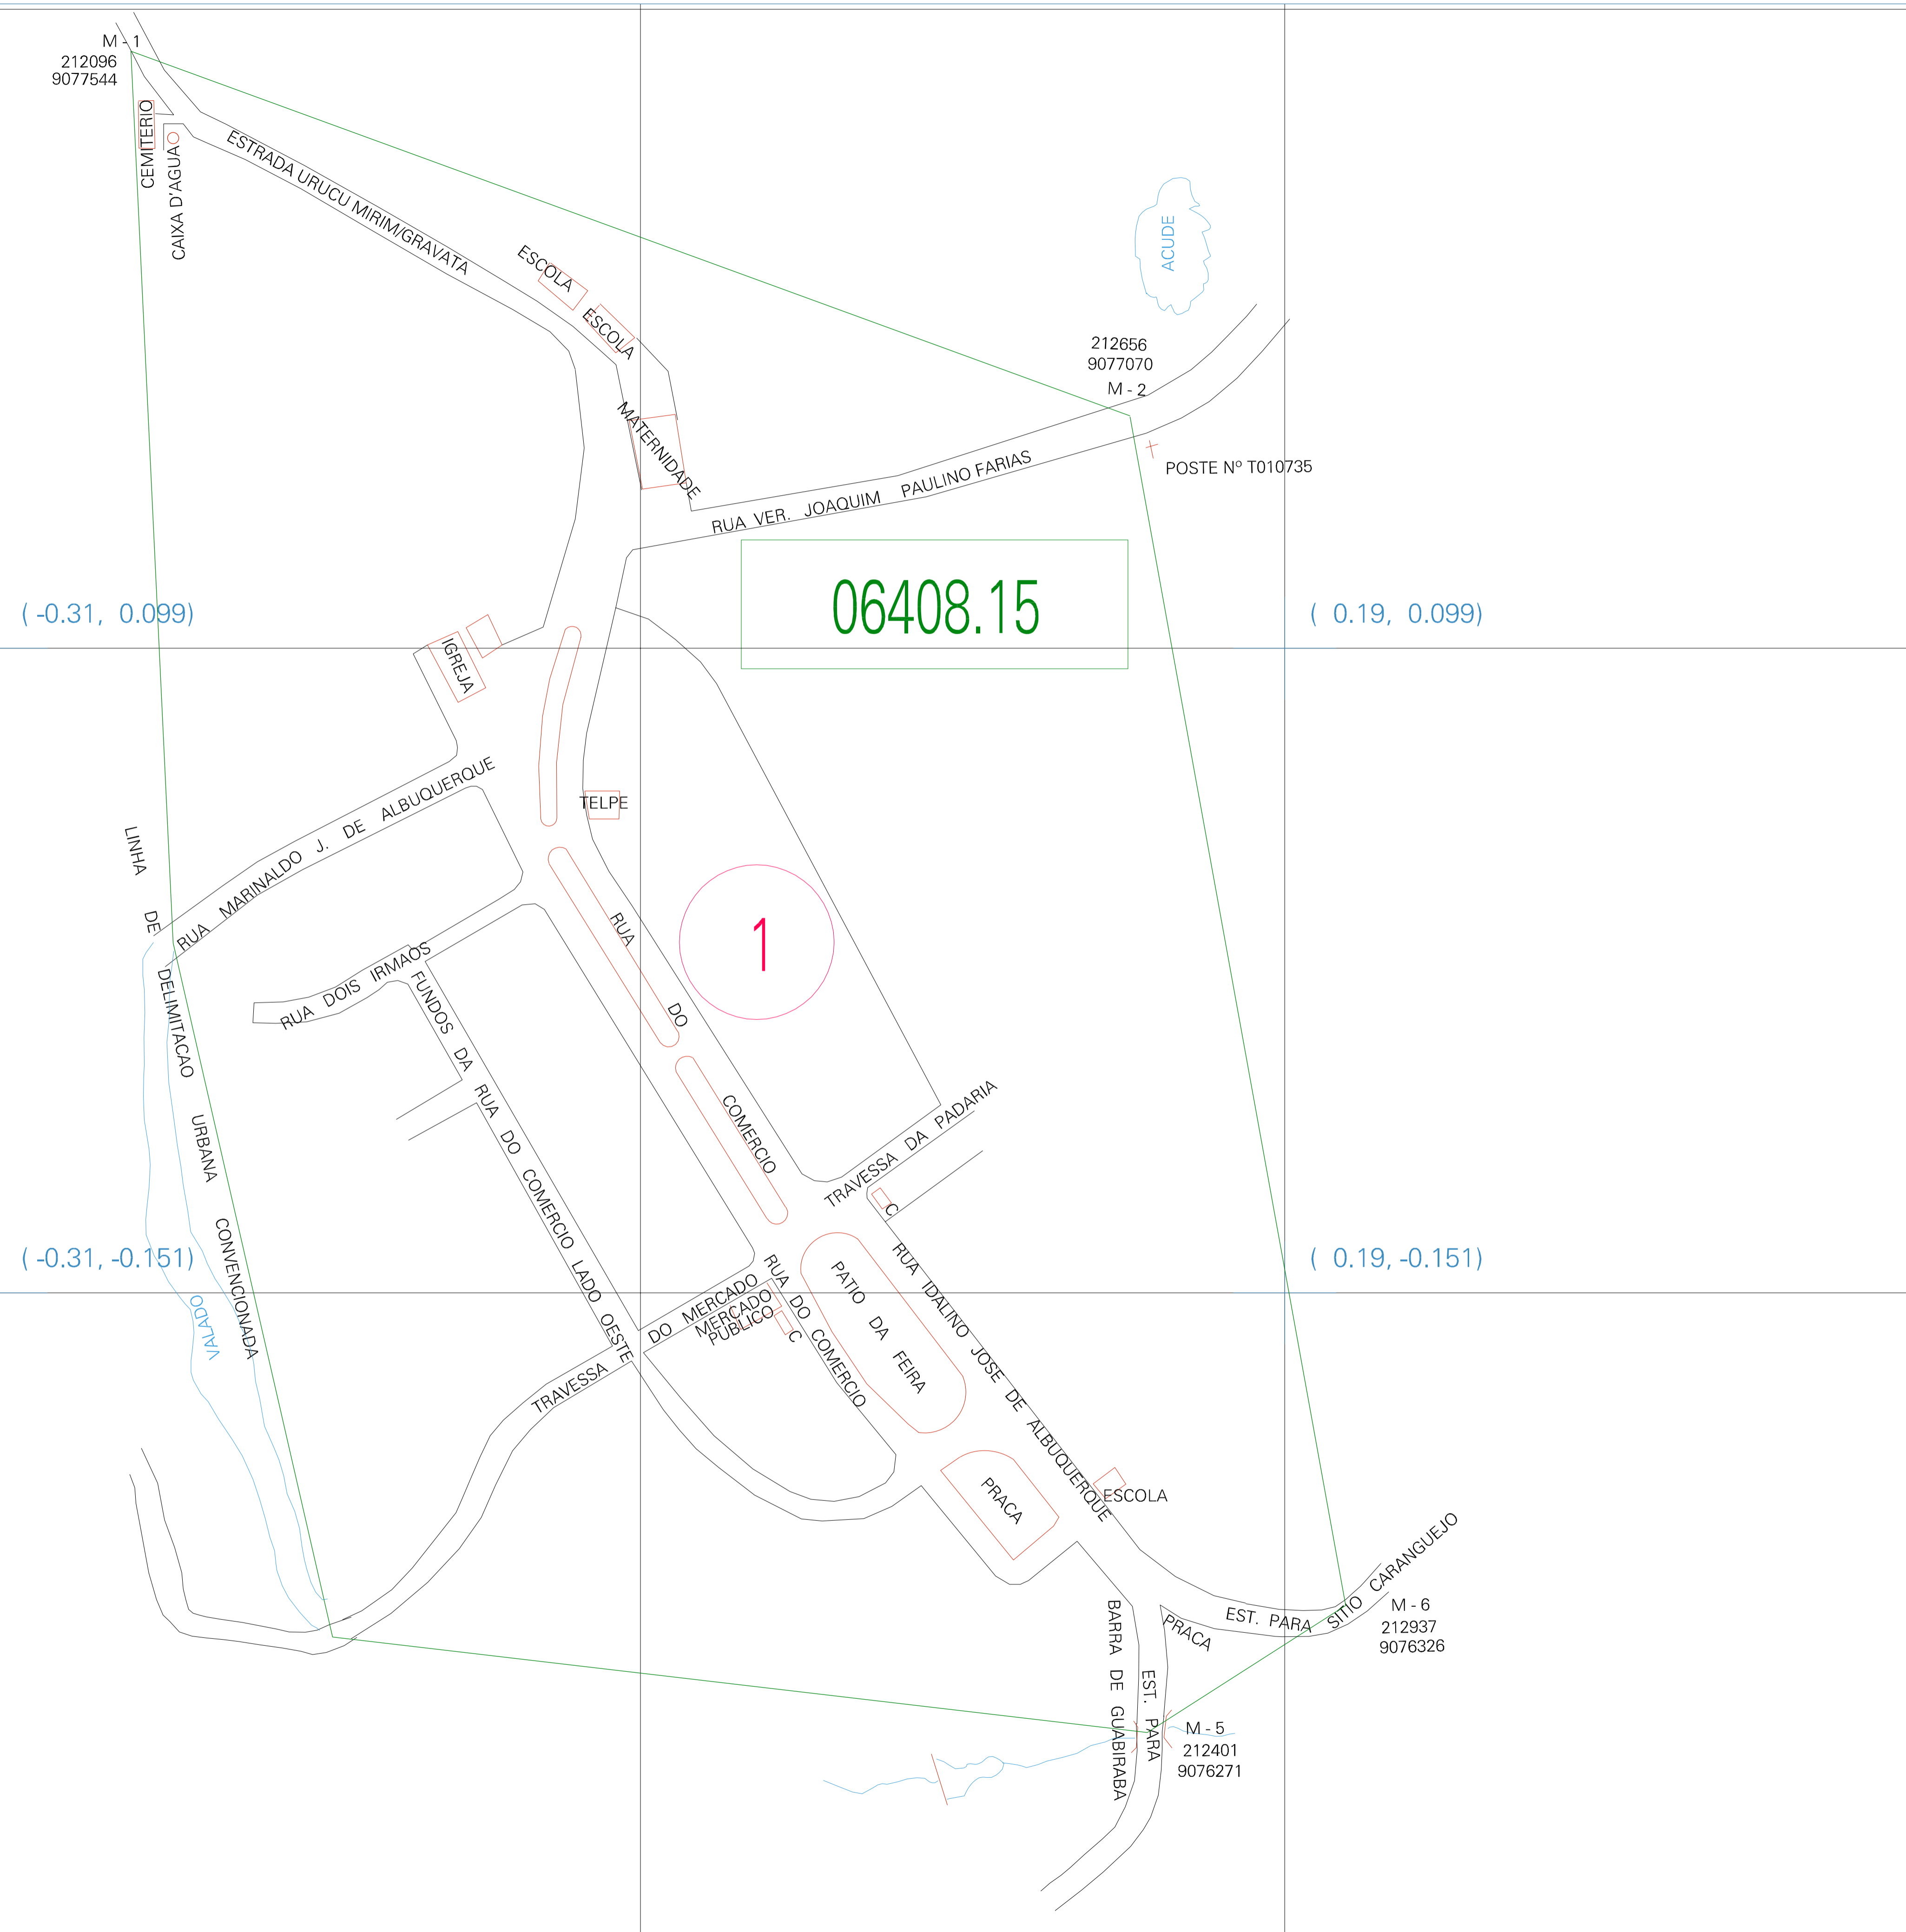 M - 1
212096
9077544
CEMITERIO
CAIXA D'AGUA
ESTRADA URUCU MIRIM/GRAVATA
ESCOLA
ESCOLA
MATERNIDADE
ACUDE
212656
9077070
M - 2
POSTE Nº T010735
RUA VER. JOAQUIM PAULINO FARIAS
06408.15
( -0.31, 0.099)
( 0.19, 0.099)
IGREJA
RUA MARINALDO J. DE ALBUQUERQUE
TELPE
LINHA DE DELIMITACAO URBANA CONVENCIONADA
RUA DOIS IRMAOS
FUNDOS DA RUA DO COMERCIO LADO OESTE
RUA DO COMERCIO
1
TRAVESSA DA PADARIA
C
( -0.31, -0.151)
( 0.19, -0.151)
VALADO
TRAVESSA DO MERCADO
MERCADO
PUBLICO
C
RUA DO COMERCIO
PATIO DA FEIRA
RUA IDALINO JOSE DE ALBUQUERQUE
PRACA
ESCOLA
EST. PARA SITIO CARANGUEJO
M - 6
212937
9076326
PRACA
EST. PARA
BARRA DE GUABIRABA
M - 5
212401
9076271